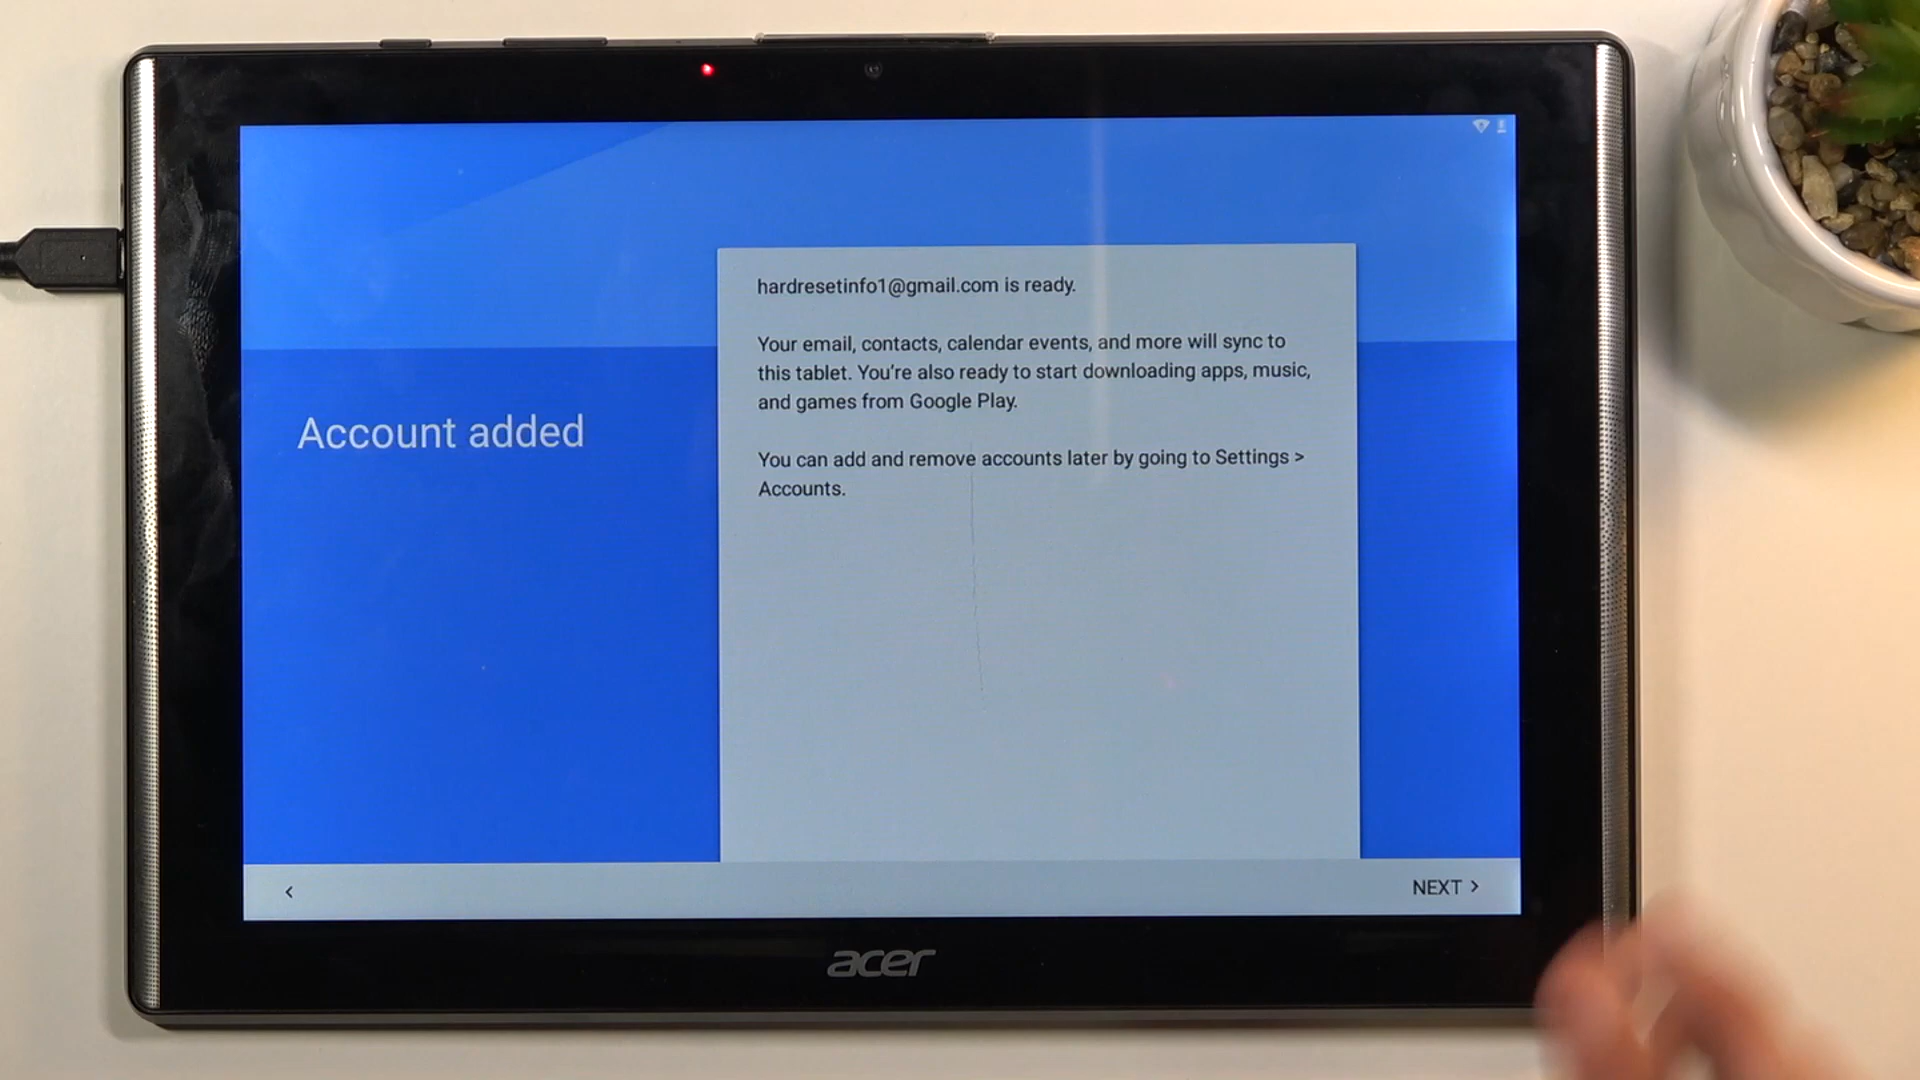 hardresetinfo1@gmail.com is ready.
Your email, contacts, calendar events, and more will sync to
this tablet. You're also ready to start downloading apps, music,
and games from Google Play.
Account added
You can add and remove accounts later by going to Settings >
Accounts.
NEXT >
acer